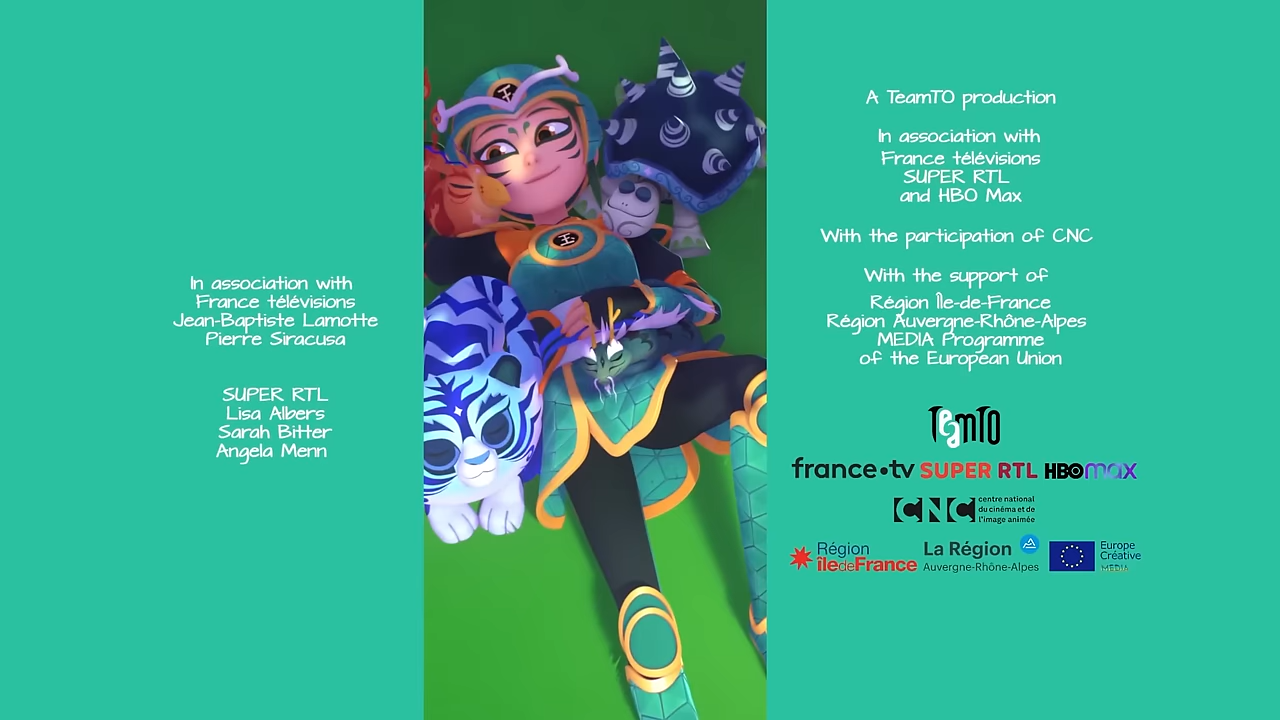 In association with
France télévisions
Jean-Baptiste Lamotte
Pierre Siracusa
SUPER RTL
Lisa Albers
Sarah Bitter
Angela Menn
王
王
A TeamTO production
In association with
France télévisions
SUPER RTL
and HBO Max
With the participation of CNC
With the support of
Région Île-de-France
Région Auvergne-Rhône-Alpes
MEDIA Programme
of the European Union
TeamTO
france•tv SUPER RTL HBOmax
CNC centre national
du cinéma et de
l'image animée
Région
îledeFrance
La Région
Auvergne-Rhône-Alpes
Europe
Créative
MEDIA